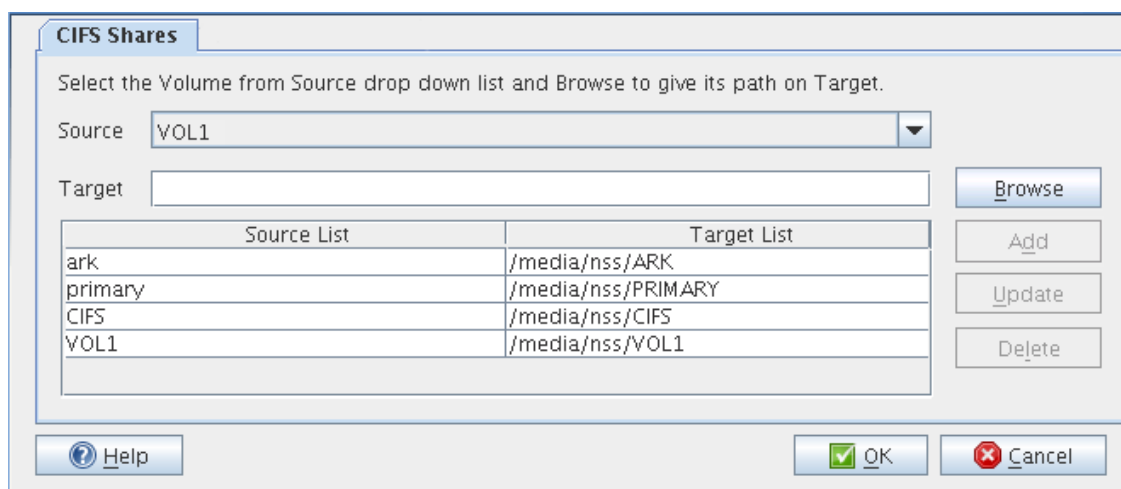 CIFS Shares
Select the Volume from Source drop down list and Browse to give its path on Target.
Source VOL1
Target Browse
Source List Target List
Add
ark /media/nss/ARK
primary /media/nss/PRIMARY
Update
CIFS /media/nss/CIFS
VOL1 /media/nss/VOL1
Delete
Help OK Cancel